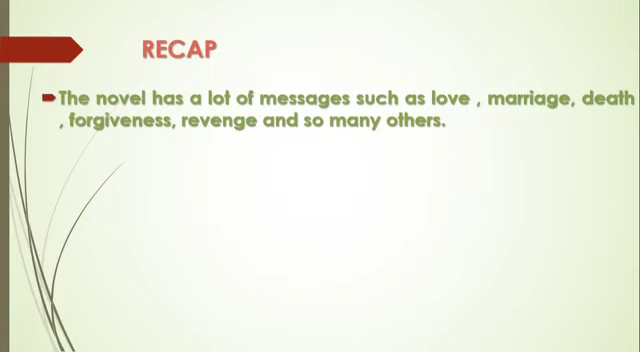 RECAP
The novel has a lot of messages such as love , marriage, death
, forgiveness, revenge and so many others.